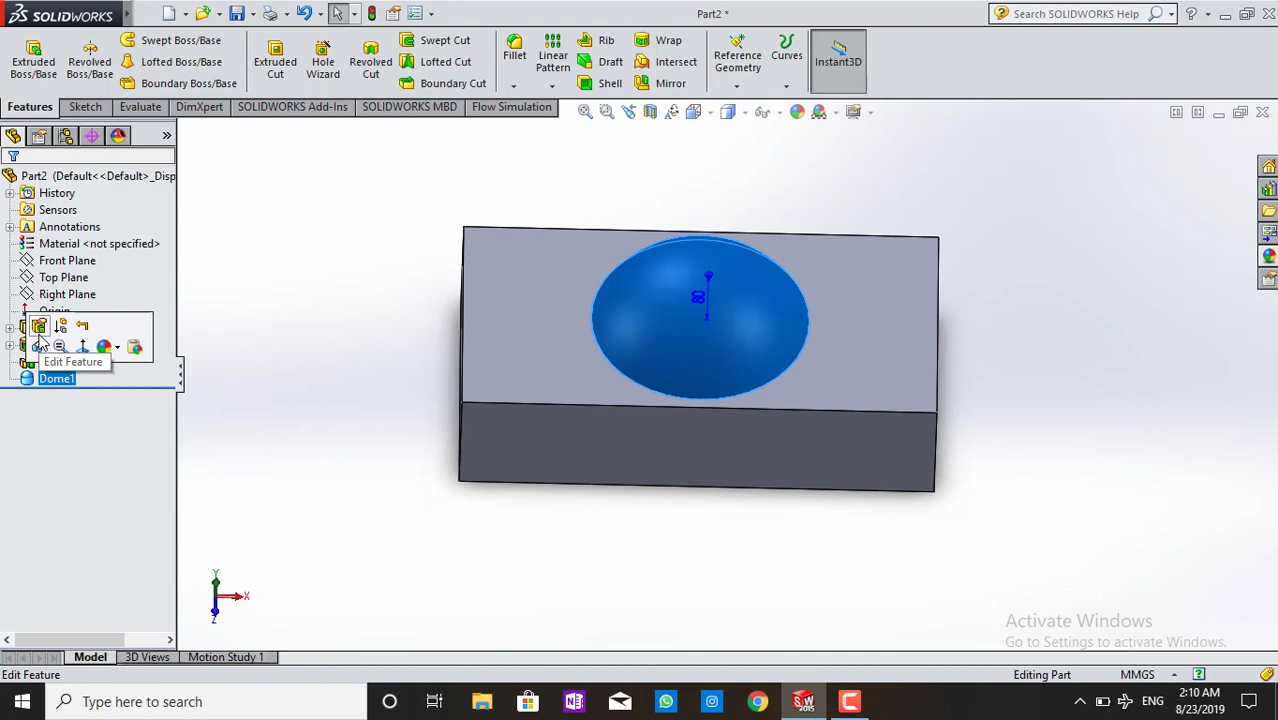 SOLIDWORKS
Part2 *
Search SOLIDWORKS Help
Extruded Boss/Base
Revolved Boss/Base
Swept Boss/Base
Lofted Boss/Base
Boundary Boss/Base
Extruded Cut
Hole Wizard
Revolved Cut
Swept Cut
Lofted Cut
Boundary Cut
Fillet
Linear Pattern
Rib
Draft
Shell
Wrap
Intersect
Mirror
Reference Geometry
Curves
Instant3D
Features
Sketch
Evaluate
DimXpert
SOLIDWORKS Add-Ins
SOLIDWORKS MBD
Flow Simulation
Part2 (Default<<Default>_Disp
History
Sensors
Annotations
Material <not specified>
Front Plane
Top Plane
Right Plane
Origin
Edit Feature
Dome1
80
Y
X
Z
Activate Windows
Go to Settings to activate Windows.
Model
3D Views
Motion Study 1
Edit Feature
Editing Part
MMGS
Type here to search
SW
2015
ENG
2:10 AM
8/23/2019